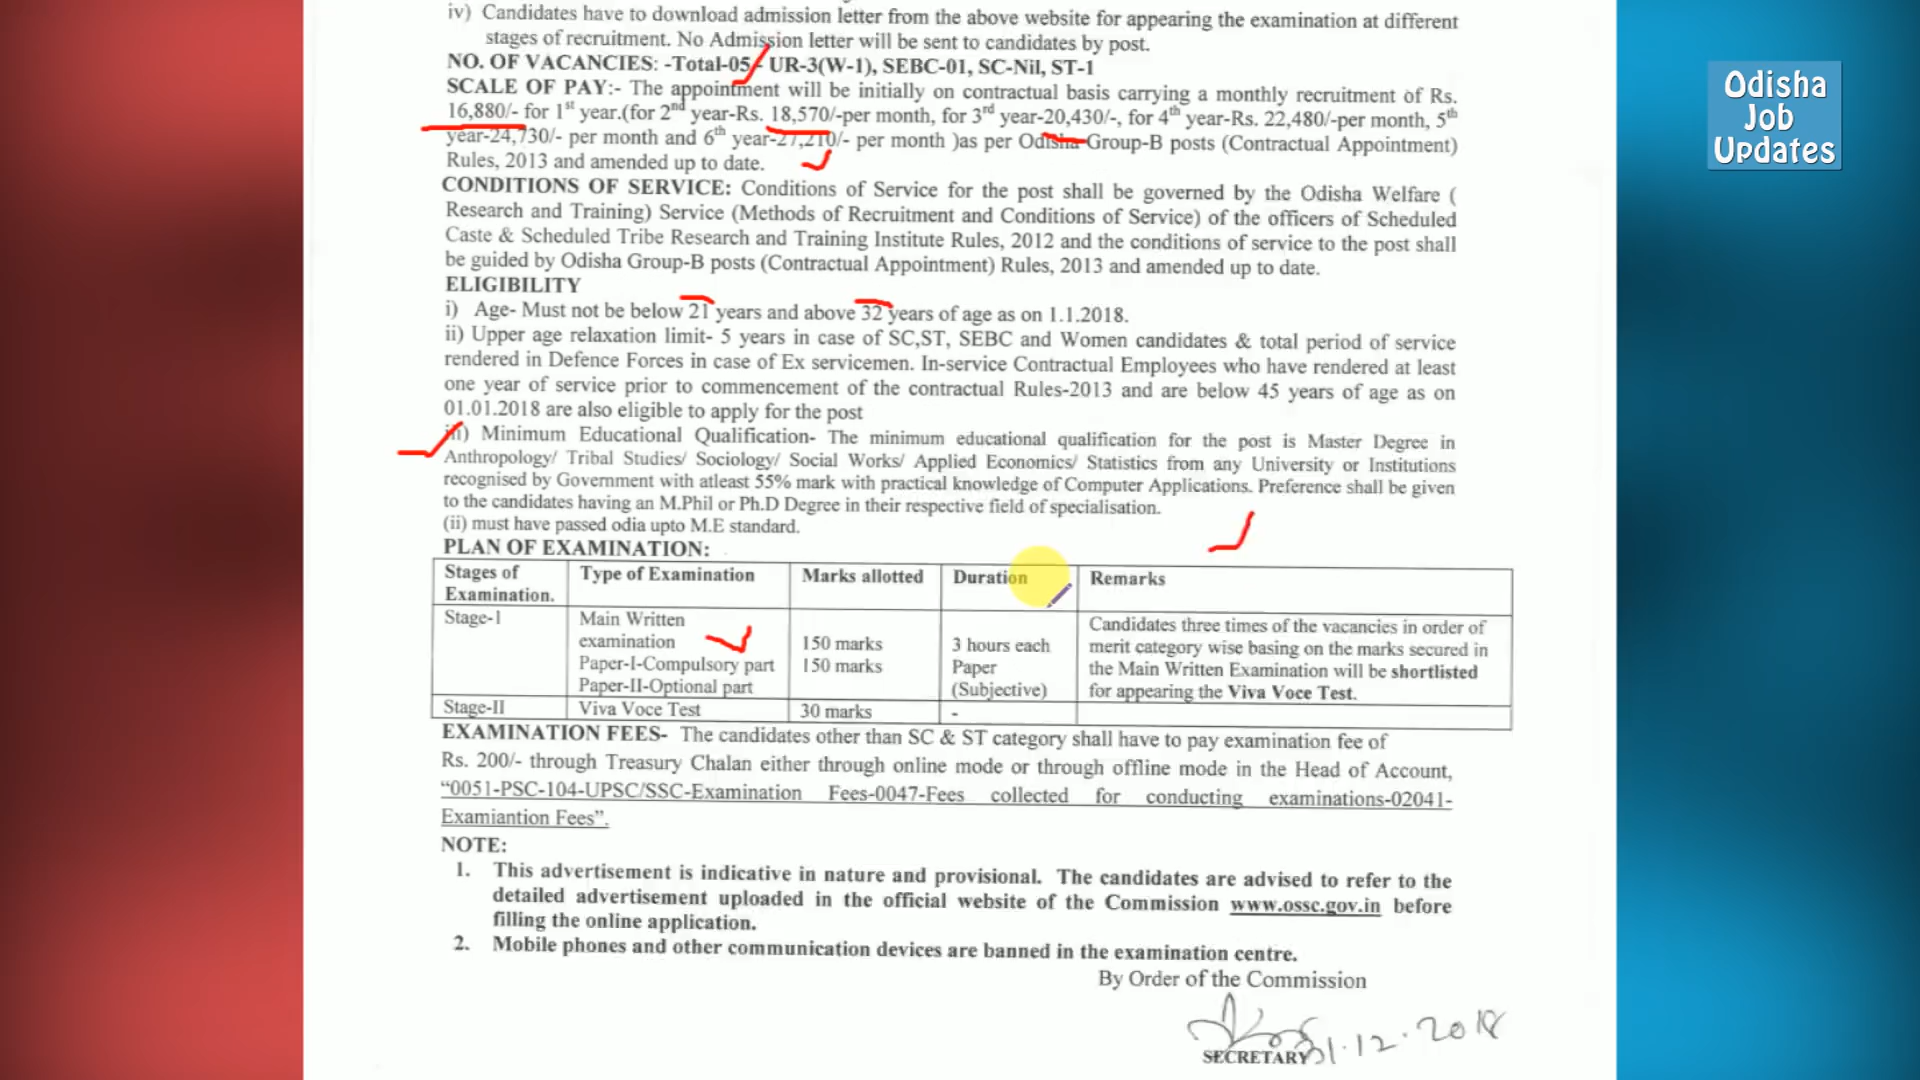 iv) Candidates have to download admission letter from the above website for appearing the examination at different
stages of recruitment. No Admission letter will be sent to candidates by post.
NO. OF VACANCIES: -Total-05/- UR-3(W-1), SEBC-01, SC-Nil, ST-1
SCALE OF PAY:- The appointment will be initially on contractual basis carrying a monthly recruitment of Rs.
16,880/- for 1st year.(for 2nd year-Rs. 18,570/-per month, for 3rd year-20,430/-, for 4th year-Rs. 22,480/-per month, 5th
year-24,730/- per month and 6th year-27,210/- per month )as per Odisha Group-B posts (Contractual Appointment)
Rules, 2013 and amended up to date.
CONDITIONS OF SERVICE: Conditions of Service for the post shall be governed by the Odisha Welfare (
Research and Training) Service (Methods of Recruitment and Conditions of Service) of the officers of Scheduled
Caste & Scheduled Tribe Research and Training Institute Rules, 2012 and the conditions of service to the post shall
be guided by Odisha Group-B posts (Contractual Appointment) Rules, 2013 and amended up to date.
ELIGIBILITY
i) Age- Must not be below 21 years and above 32 years of age as on 1.1.2018.
ii) Upper age relaxation limit- 5 years in case of SC,ST, SEBC and Women candidates & total period of service
rendered in Defence Forces in case of Ex servicemen. In-service Contractual Employees who have rendered at least
one year of service prior to commencement of the contractual Rules-2013 and are below 45 years of age as on
01.01.2018 are also eligible to apply for the post
iii) Minimum Educational Qualification- The minimum educational qualification for the post is Master Degree in
Anthropology/ Tribal Studies/ Sociology/ Social Works/ Applied Economics/ Statistics from any University or Institutions
recognised by Government with atleast 55% mark with practical knowledge of Computer Applications. Preference shall be given
to the candidates having an M.Phil or Ph.D Degree in their respective field of specialisation.
(ii) must have passed odia upto M.E standard.
PLAN OF EXAMINATION:
Stages of Examination. Type of Examination Marks allotted Duration Remarks
Stage-I
Main Written
examination
Paper-I-Compulsory part
Paper-II-Optional part
150 marks
150 marks
3 hours each
Paper
(Subjective)
Candidates three times of the vacancies in order of
merit category wise basing on the marks secured in
the Main Written Examination will be shortlisted
for appearing the Viva Voce Test.
Stage-II Viva Voce Test 30 marks -
EXAMINATION FEES- The candidates other than SC & ST category shall have to pay examination fee of
Rs. 200/- through Treasury Chalan either through online mode or through offline mode in the Head of Account,
“0051-PSC-104-UPSC/SSC-Examination Fees-0047-Fees collected for conducting examinations-02041-
Examiantion Fees”.
NOTE:
1. This advertisement is indicative in nature and provisional. The candidates are advised to refer to the
detailed advertisement uploaded in the official website of the Commission www.ossc.gov.in before
filling the online application.
2. Mobile phones and other communication devices are banned in the examination centre.
By Order of the Commission
31.12.2018
SECRETARY
Odisha
Job
Updates